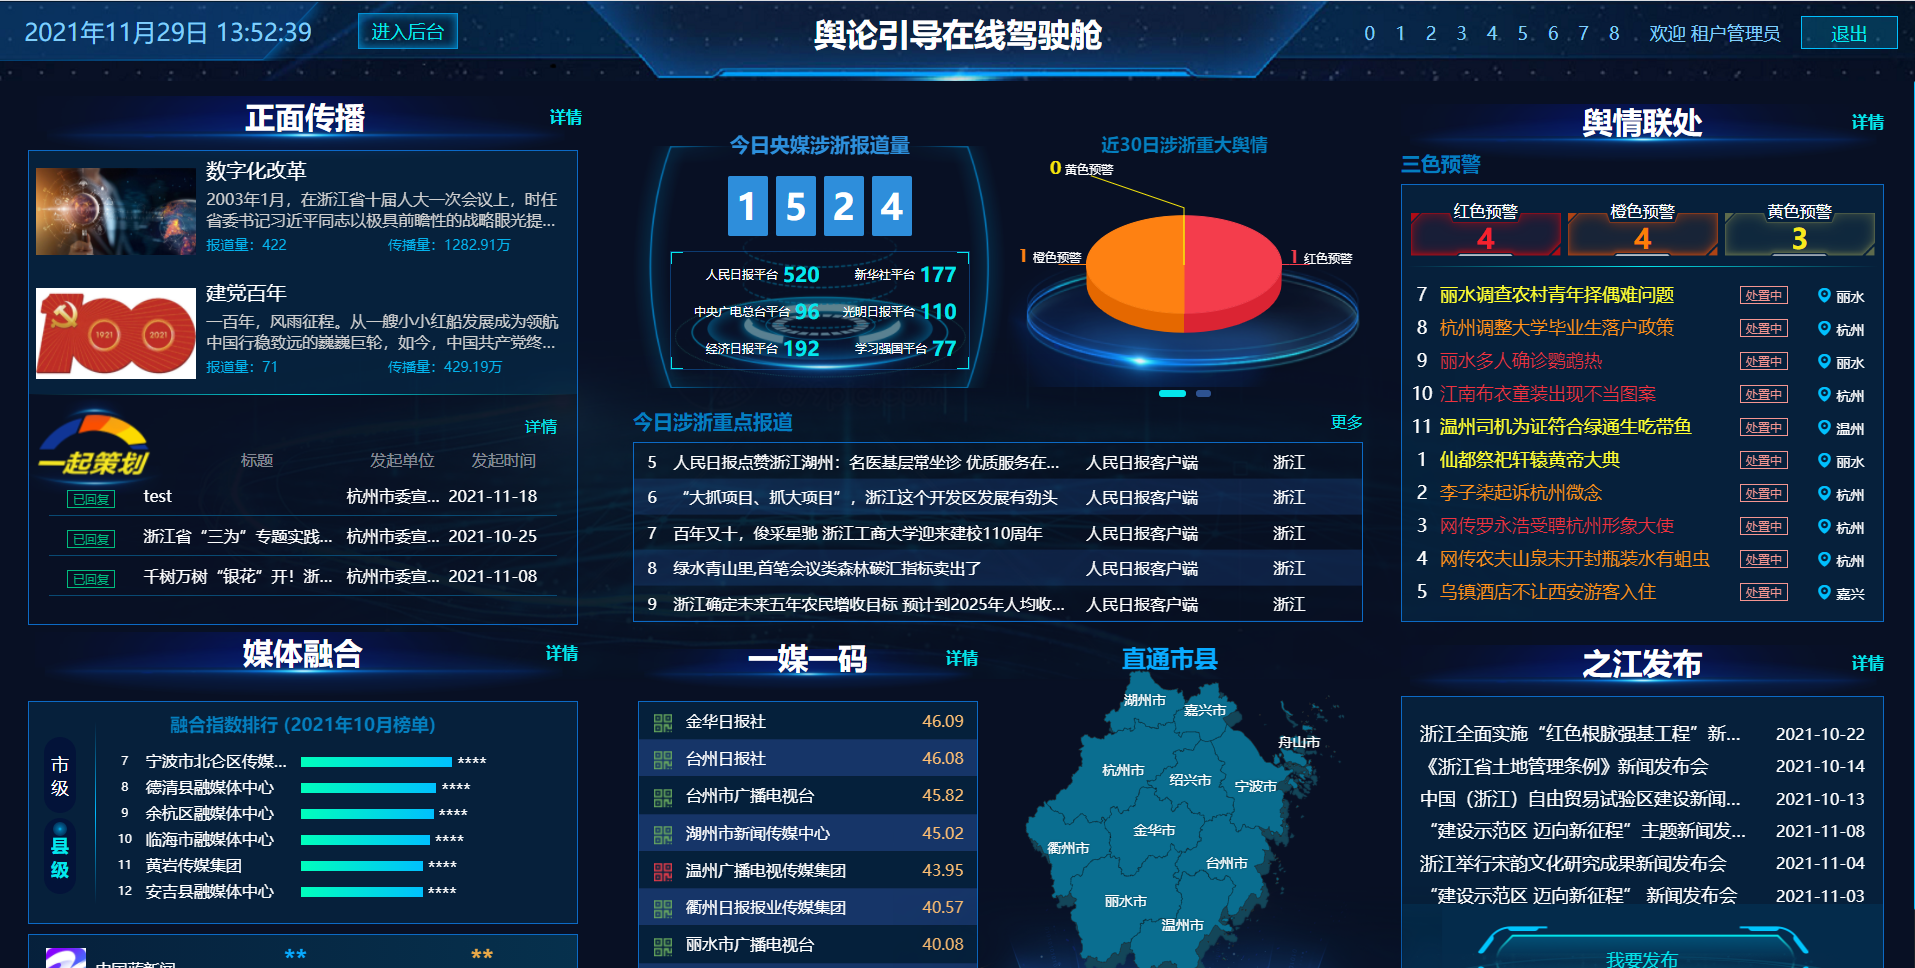 2021年11月29日 13:52:39
进入后台
舆论引导在线驾驶舱
0 1 2 3 4 5 6 7 8 欢迎 租户管理员 退出
正面传播 详情
数字化改革
2003年1月，在浙江省十届人大一次会议上，时任
省委书记习近平同志以极具前瞻性的战略眼光提...
报道量：422 传播量：1282.91万
1921 2021
建党百年
一百年，风雨征程。从一艘小小红船发展成为领航
中国行稳致远的巍巍巨轮，如今，中国共产党终...
报道量：71 传播量：429.19万
一起策划
详情
标题 发起单位 发起时间
已回复 test 杭州市委宣... 2021-11-18
已回复 浙江省“三为”专题实践... 杭州市委宣... 2021-10-25
已回复 千树万树“银花”开！浙... 杭州市委宣... 2021-11-08
今日央媒涉浙报道量
1 5 2 4
人民日报平台 520 新华社平台 177
中央广电总台平台 96 光明日报平台 110
经济日报平台 192 学习强国平台 77
近30日涉浙重大舆情
0 黄色预警
1 橙色预警
1 红色预警
今日涉浙重点报道 更多
5 人民日报点赞浙江湖州：名医基层常坐诊 优质服务在... 人民日报客户端 浙江
6 “大抓项目、抓大项目”，浙江这个开发区发展有劲头 人民日报客户端 浙江
7 百年又十，俊采星驰 浙江工商大学迎来建校110周年 人民日报客户端 浙江
8 绿水青山里,首笔会议类森林碳汇指标卖出了 人民日报客户端 浙江
9 浙江确定未来五年农民增收目标 预计到2025年人均收... 人民日报客户端 浙江
舆情联处 详情
三色预警
红色预警 4
橙色预警 4
黄色预警 3
7 丽水调查农村青年择偶难问题 处置中 丽水
8 杭州调整大学毕业生落户政策 处置中 杭州
9 丽水多人确诊鹦鹉热 处置中 丽水
10 江南布衣童装出现不当图案 处置中 杭州
11 温州司机为证符合绿通生吃带鱼 处置中 温州
1 仙都祭祀轩辕黄帝大典 处置中 丽水
2 李子柒起诉杭州微念 处置中 杭州
3 网传罗永浩受聘杭州形象大使 处置中 杭州
4 网传农夫山泉未开封瓶装水有蛆虫 处置中 杭州
5 乌镇酒店不让西安游客入住 处置中 嘉兴
媒体融合 详情
融合指数排行 (2021年10月榜单)
市级
县级
7 宁波市北仑区传媒... ****
8 德清县融媒体中心 ****
9 余杭区融媒体中心 ****
10 临海市融媒体中心 ****
11 黄岩传媒集团 ****
12 安吉县融媒体中心 ****
中国蓝新闻 ** **
一媒一码 详情
金华日报社 46.09
台州日报社 46.08
台州市广播电视台 45.82
湖州市新闻传媒中心 45.02
温州广播电视传媒集团 43.95
衢州日报报业传媒集团 40.57
丽水市广播电视台 40.08
直通市县
湖州市
嘉兴市
舟山市
杭州市
绍兴市
宁波市
金华市
衢州市
台州市
丽水市
温州市
之江发布 详情
浙江全面实施“红色根脉强基工程”新... 2021-10-22
《浙江省土地管理条例》新闻发布会 2021-10-14
中国（浙江）自由贸易试验区建设新闻... 2021-10-13
“建设示范区 迈向新征程”主题新闻发... 2021-11-08
浙江举行宋韵文化研究成果新闻发布会 2021-11-04
“建设示范区 迈向新征程” 新闻发布会 2021-11-03
我要发布